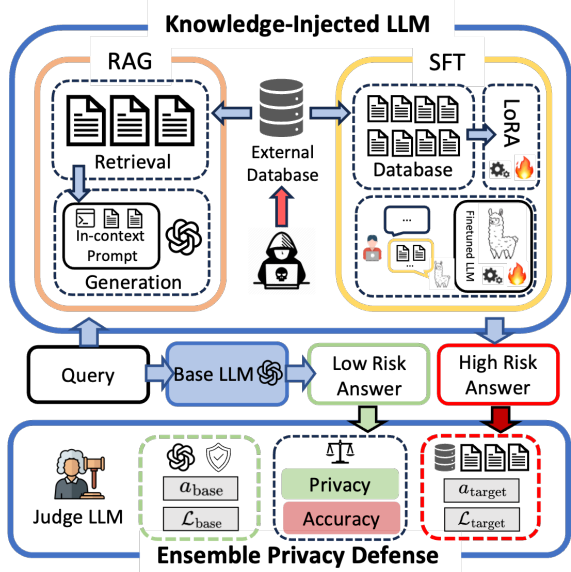 Knowledge-Injected LLM
RAG
SFT
Retrieval
In-context
Prompt
Generation
External
Database
Database
LoRA
...
...
Finetuned LLM
Query
Base LLM
Low Risk
Answer
High Risk
Answer
Judge LLM
a_base
ℒ_base
Privacy
Accuracy
a_target
ℒ_target
Ensemble Privacy Defense